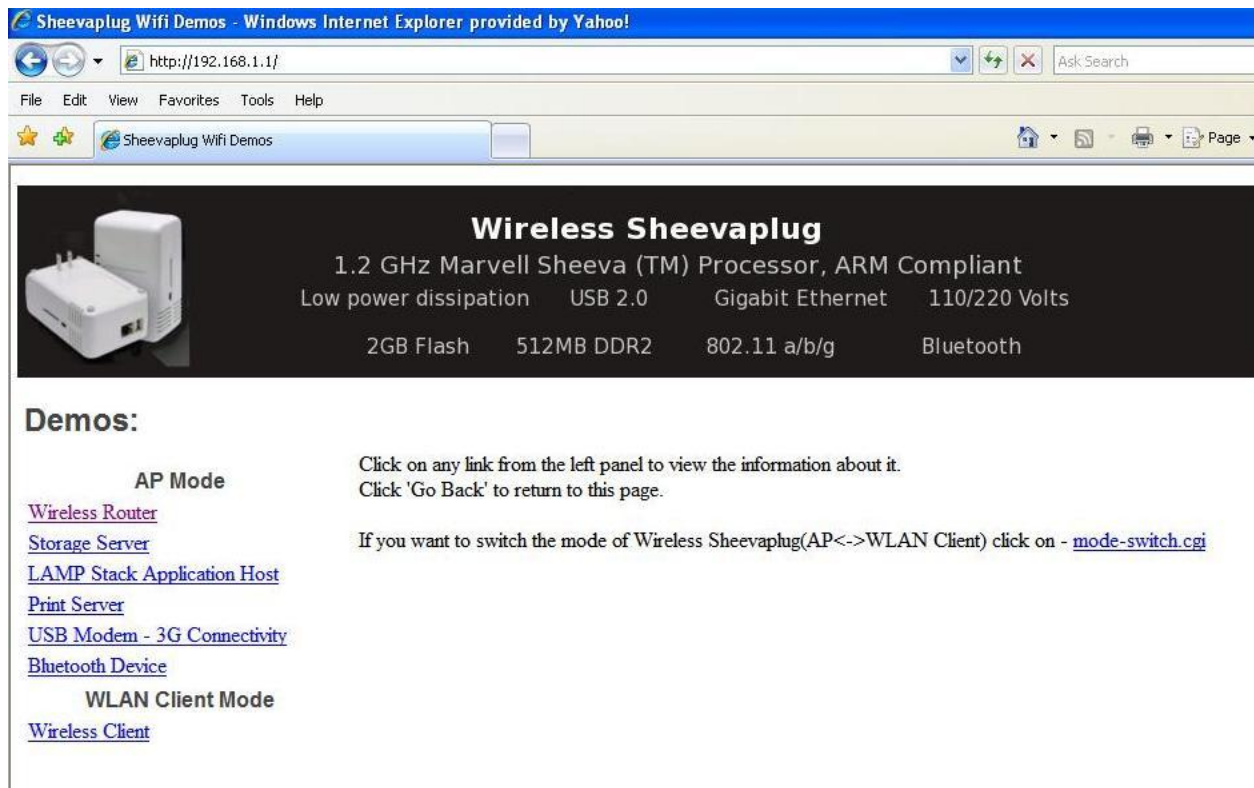 Sheevaplug Wifi Demos - Windows Internet Explorer provided by Yahoo!
http://192.168.1.1/
Ask Search
File Edit View Favorites Tools Help
Sheevaplug Wifi Demos
Page
Wireless Sheevaplug
1.2 GHz Marvell Sheeva (TM) Processor, ARM Compliant
Low power dissipation USB 2.0 Gigabit Ethernet 110/220 Volts
2GB Flash 512MB DDR2 802.11 a/b/g Bluetooth
Demos:
AP Mode
Wireless Router
Storage Server
LAMP Stack Application Host
Print Server
USB Modem - 3G Connectivity
Bluetooth Device
WLAN Client Mode
Wireless Client
Click on any link from the left panel to view the information about it.
Click 'Go Back' to return to this page.
If you want to switch the mode of Wireless Sheevaplug(AP<->WLAN Client) click on - mode-switch.cgi